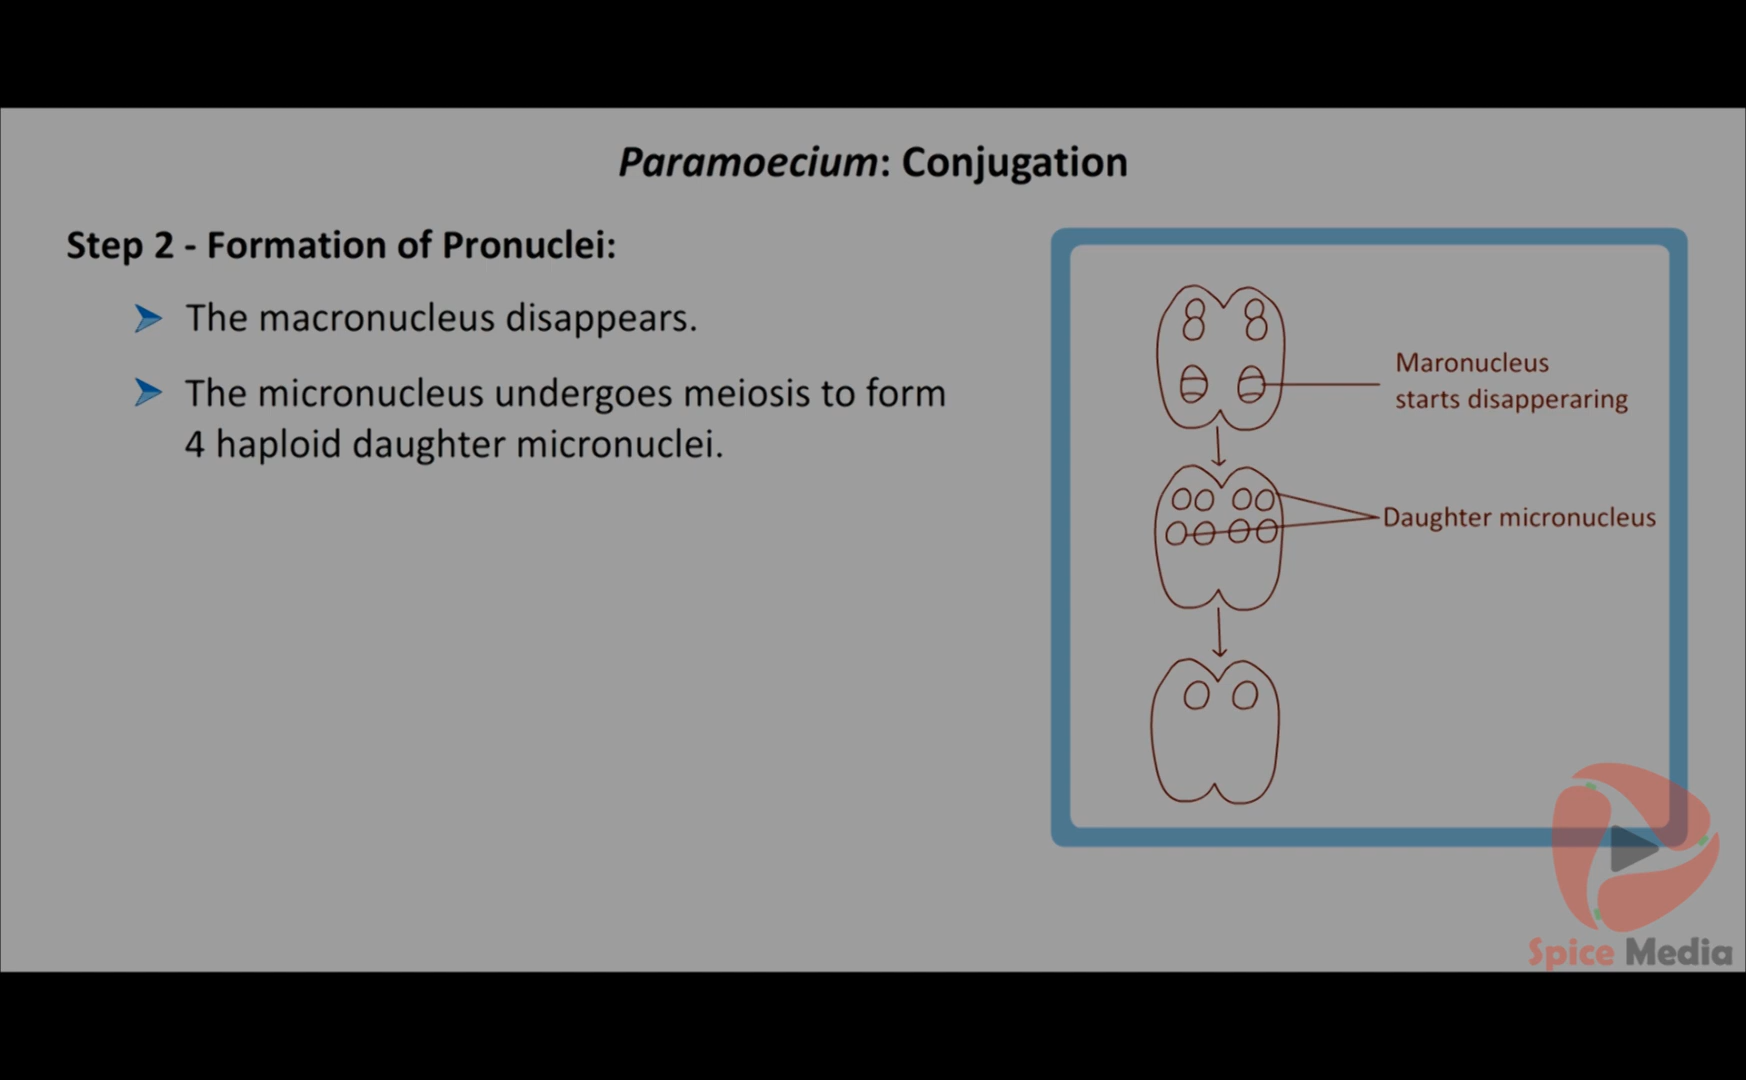 Paramoecium: Conjugation
Step 2 - Formation of Pronuclei:
The macronucleus disappears.
The micronucleus undergoes meiosis to form
4 haploid daughter micronuclei.
Maronucleus
starts disapperaring
Daughter micronucleus
Spice Media